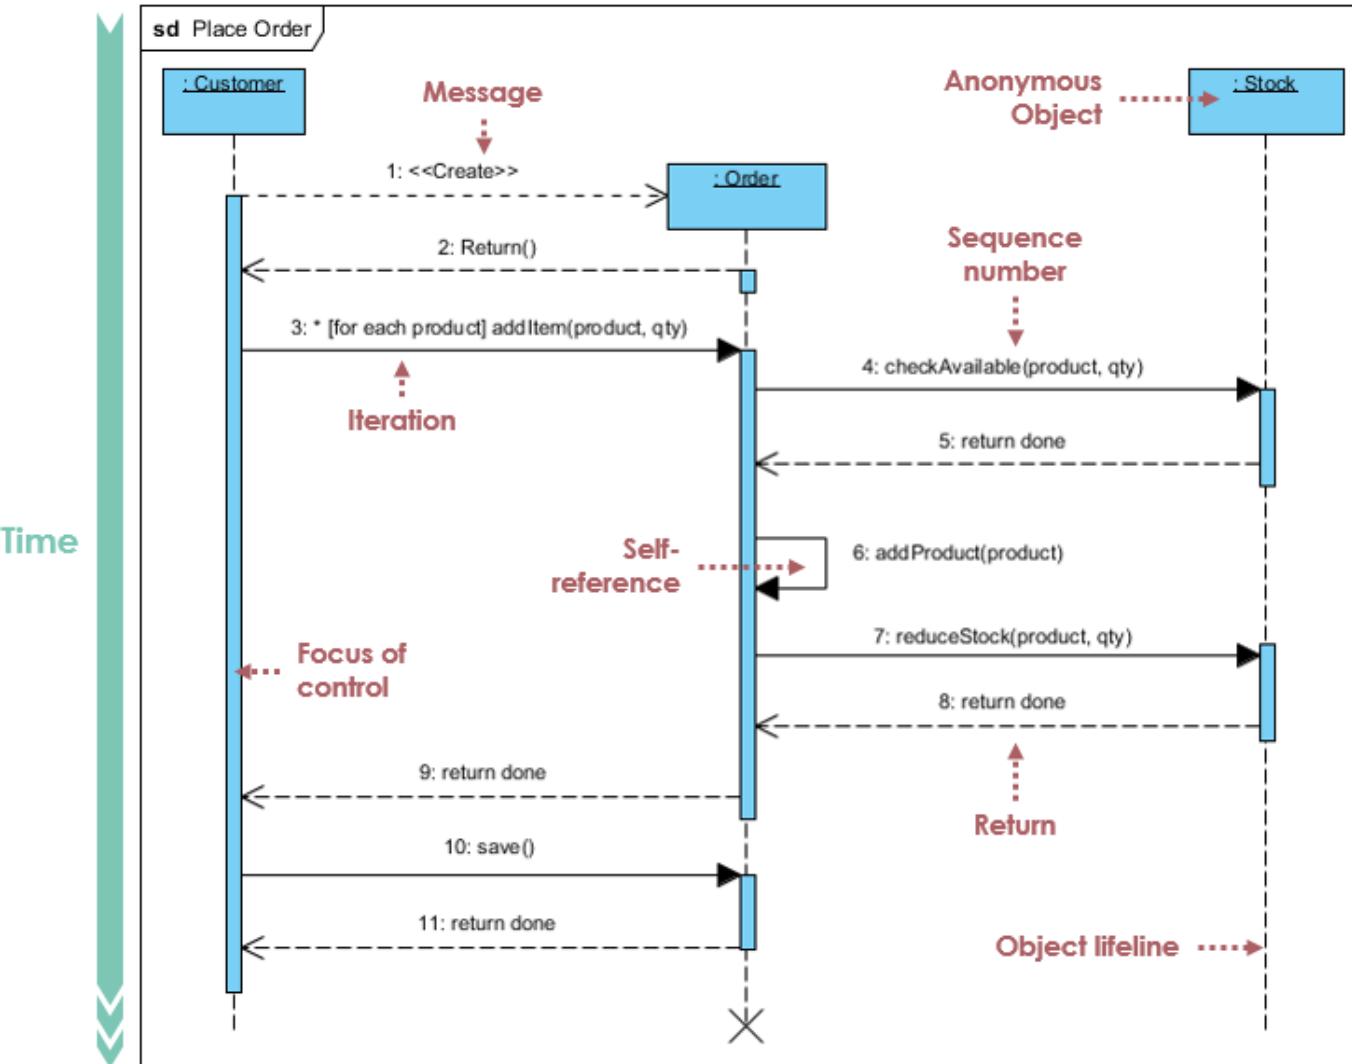 sd Place Order
: Customer
Message
Anonymous
Object
: Stock
1: <<Create>>
: Order
2: Return()
Sequence
number
3: * [for each product] addItem(product, qty)
4: checkAvailable(product, qty)
Iteration
5: return done
Time
Self-
reference
6: addProduct(product)
7: reduceStock(product, qty)
Focus of
control
8: return done
9: return done
Return
10: save()
11: return done
Object lifeline